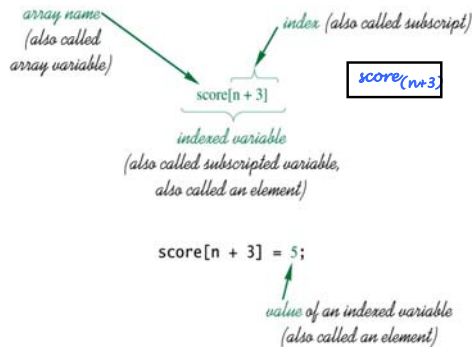 array name
(also called
array variable)
index (also called subscript)
score[n + 3]
score(n+3)
indexed variable
(also called subscripted variable,
also called an element)
score[n + 3] = 5;
value of an indexed variable
(also called an element)